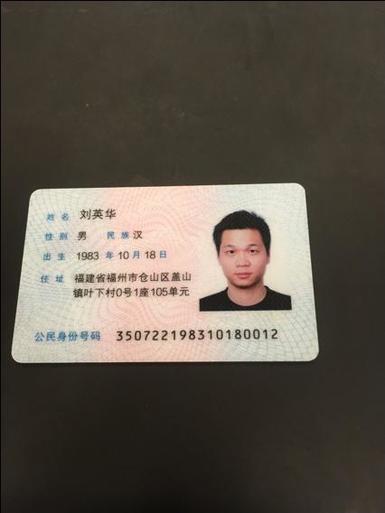 姓名 刘英华
性别 男 民族 汉
出生 1983 年 10 月 18 日
住址 福建省福州市仓山区盖山
镇叶下村0号1座105单元
公民身份号码 350722198310180012